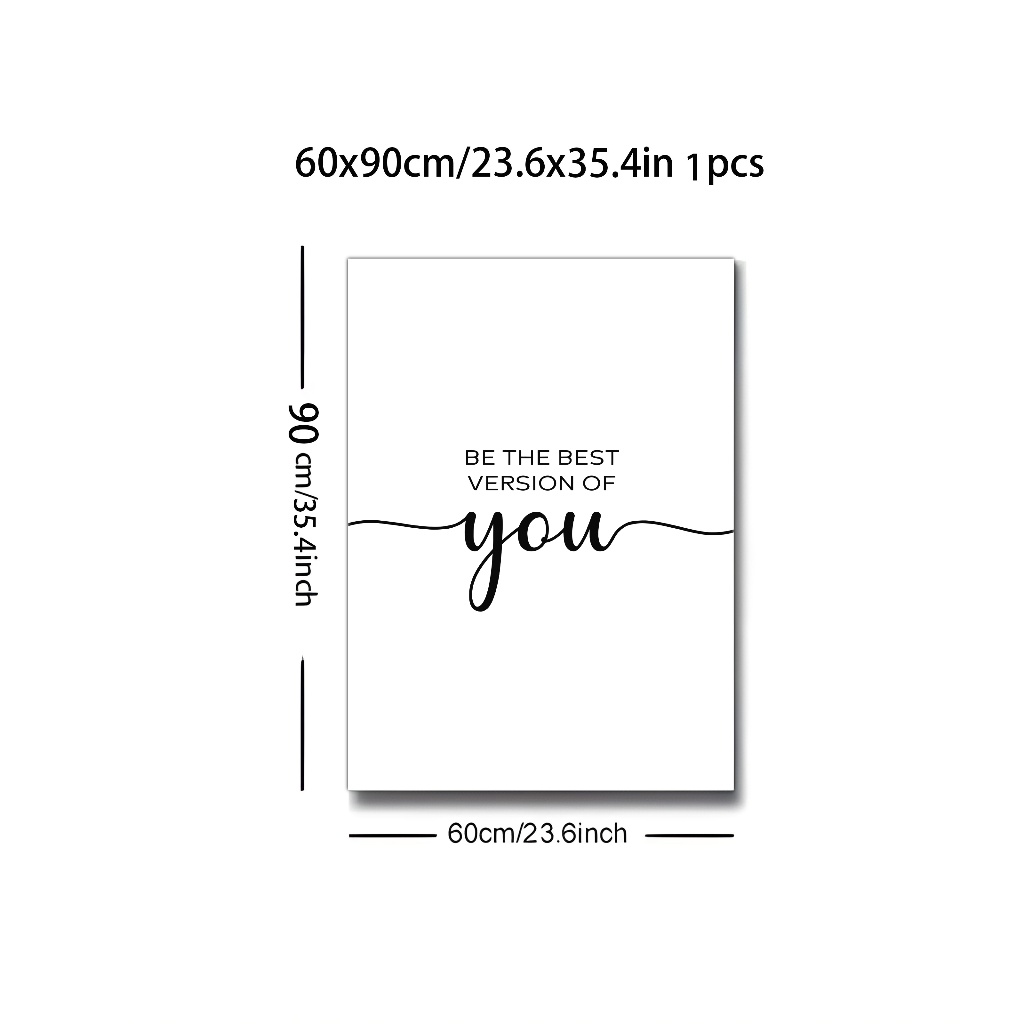 60x90cm/23.6x35.4in 1pcs
90 cm/35.4inch
BE THE BEST
VERSION OF
you
60cm/23.6inch